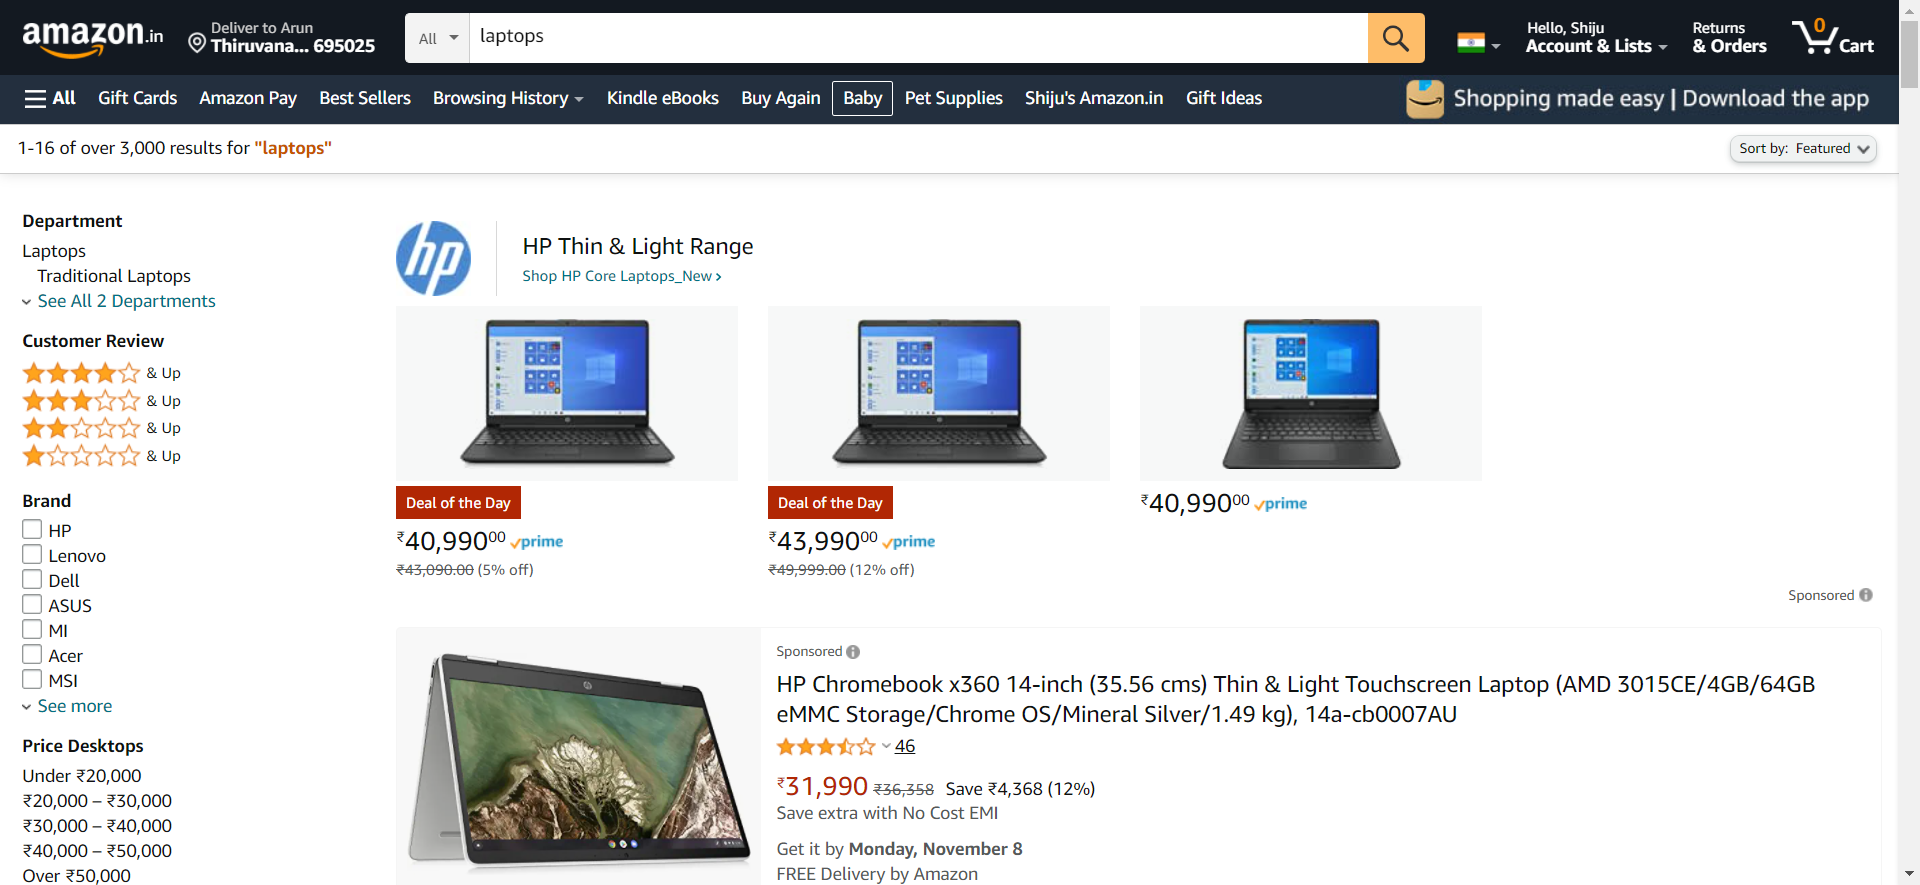 amazon.in
Deliver to Arun
Thiruvana... 695025
All
laptops
Hello, Shiju
Account & Lists
Returns
& Orders
0
Cart
All
Gift Cards
Amazon Pay
Best Sellers
Browsing History
Kindle eBooks
Buy Again
Baby
Pet Supplies
Shiju's Amazon.in
Gift Ideas
Shopping made easy | Download the app
1-16 of over 3,000 results for "laptops"
Sort by: Featured
Department
Laptops
Traditional Laptops
See All 2 Departments
Customer Review
& Up
& Up
& Up
& Up
Brand
HP
Lenovo
Dell
ASUS
MI
Acer
MSI
See more
Price Desktops
Under ₹20,000
₹20,000 – ₹30,000
₹30,000 – ₹40,000
₹40,000 – ₹50,000
Over ₹50,000
hp
HP Thin & Light Range
Shop HP Core Laptops_New ›
Deal of the Day
₹40,99000 prime
₹43,090.00 (5% off)
Deal of the Day
₹43,99000 prime
₹49,999.00 (12% off)
₹40,99000 prime
Sponsored
Sponsored
HP Chromebook x360 14-inch (35.56 cms) Thin & Light Touchscreen Laptop (AMD 3015CE/4GB/64GB
eMMC Storage/Chrome OS/Mineral Silver/1.49 kg), 14a-cb0007AU
46
₹31,990 ₹36,358 Save ₹4,368 (12%)
Save extra with No Cost EMI
Get it by Monday, November 8
FREE Delivery by Amazon